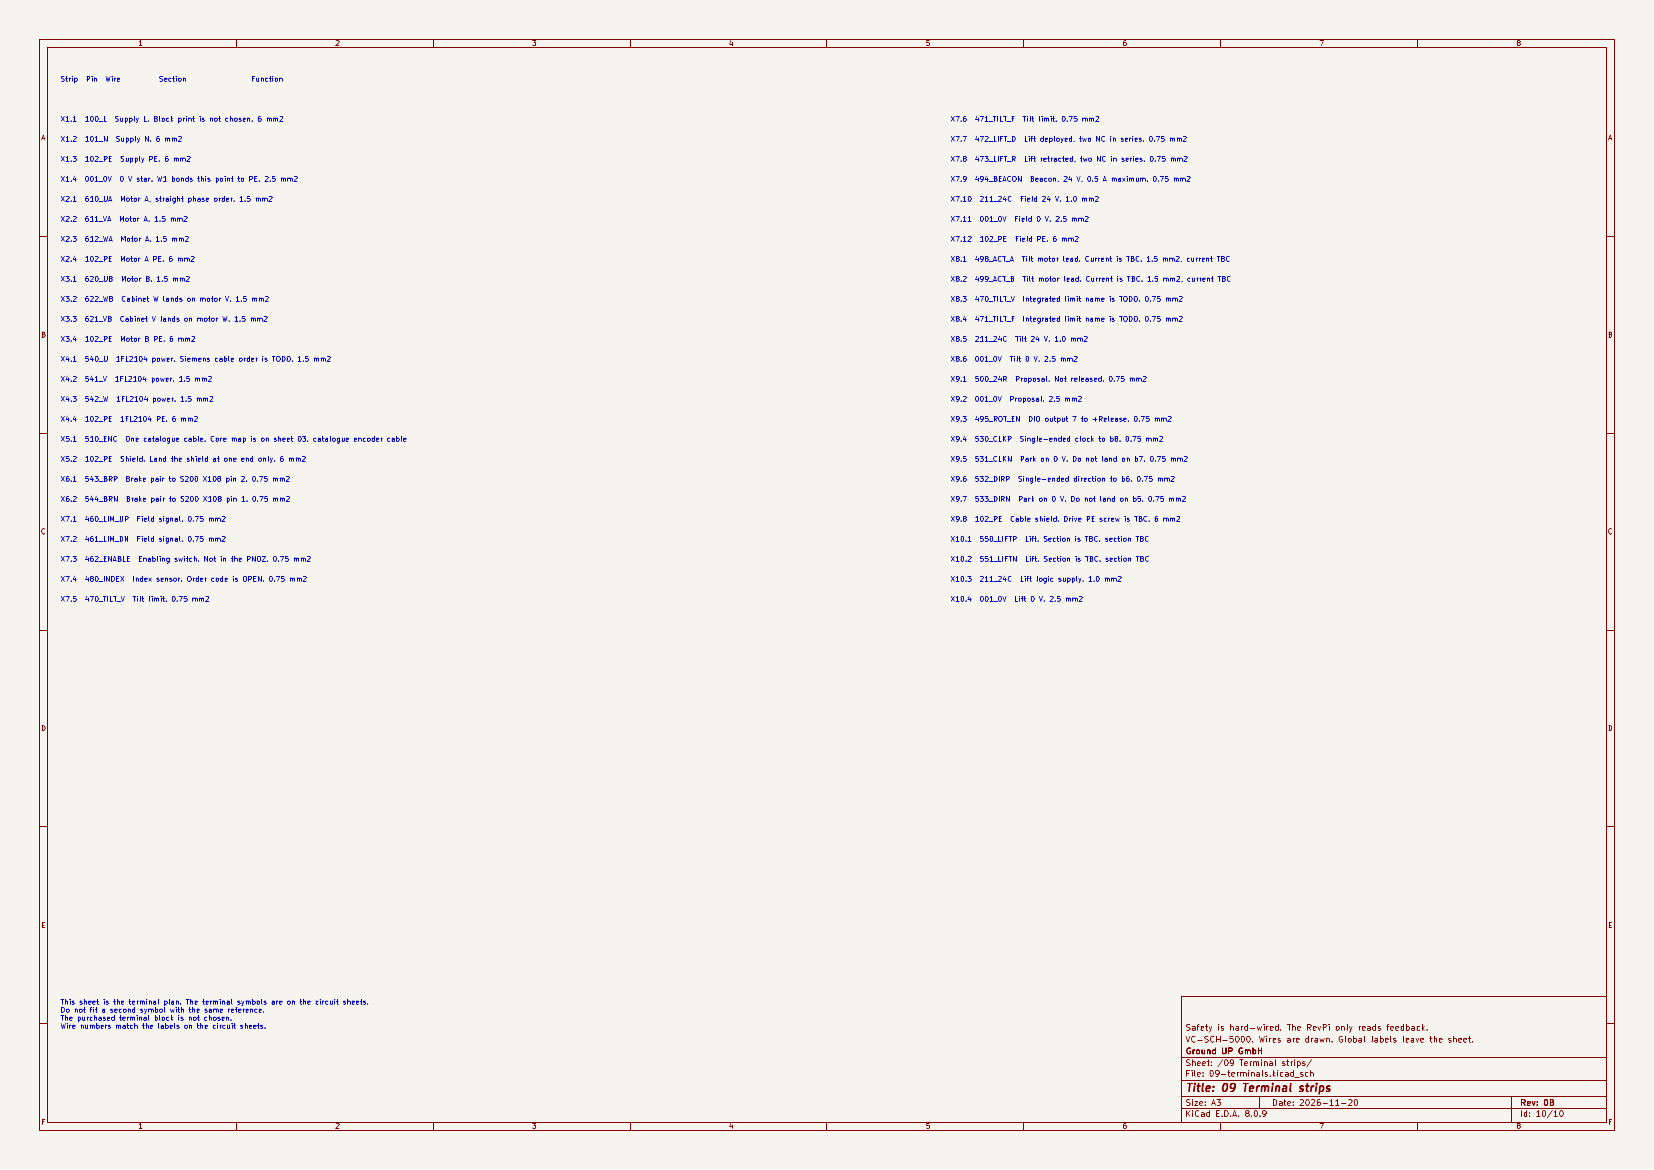 1 2 3 4 5 6 7 8
Strip Pin Wire Section Function
X1.1 100_L Supply L. Block print is not chosen. 6 mm2
X1.2 101_N Supply N. 6 mm2
X1.3 102_PE Supply PE. 6 mm2
X1.4 001_0V 0 V star. W1 bonds this point to PE. 2.5 mm2
X2.1 610_UA Motor A, straight phase order. 1.5 mm2
X2.2 611_VA Motor A. 1.5 mm2
X2.3 612_WA Motor A. 1.5 mm2
X2.4 102_PE Motor A PE. 6 mm2
X3.1 620_UB Motor B. 1.5 mm2
X3.2 622_WB Cabinet W lands on motor V. 1.5 mm2
X3.3 621_VB Cabinet V lands on motor W. 1.5 mm2
X3.4 102_PE Motor B PE. 6 mm2
X4.1 540_U 1FL2104 power. Siemens cable order is TODO. 1.5 mm2
X4.2 541_V 1FL2104 power. 1.5 mm2
X4.3 542_W 1FL2104 power. 1.5 mm2
X4.4 102_PE 1FL2104 PE. 6 mm2
X5.1 510_ENC One catalogue cable. Core map is on sheet 03. catalogue encoder cable
X5.2 102_PE Shield. Land the shield at one end only. 6 mm2
X6.1 543_BRP Brake pair to S200 X108 pin 2. 0.75 mm2
X6.2 544_BRN Brake pair to S200 X108 pin 1. 0.75 mm2
X7.1 460_LIM_UP Field signal. 0.75 mm2
X7.2 461_LIM_DN Field signal. 0.75 mm2
X7.3 462_ENABLE Enabling switch. Not in the PNOZ. 0.75 mm2
X7.4 480_INDEX Index sensor. Order code is OPEN. 0.75 mm2
X7.5 470_TILT_V Tilt limit. 0.75 mm2
X7.6 471_TILT_F Tilt limit. 0.75 mm2
X7.7 472_LIFT_D Lift deployed, two NC in series. 0.75 mm2
X7.8 473_LIFT_R Lift retracted, two NC in series. 0.75 mm2
X7.9 494_BEACON Beacon. 24 V, 0.5 A maximum. 0.75 mm2
X7.10 211_24C Field 24 V. 1.0 mm2
X7.11 001_0V Field 0 V. 2.5 mm2
X7.12 102_PE Field PE. 6 mm2
X8.1 498_ACT_A Tilt motor lead. Current is TBC. 1.5 mm2, current TBC
X8.2 499_ACT_B Tilt motor lead. Current is TBC. 1.5 mm2, current TBC
X8.3 470_TILT_V Integrated limit name is TODO. 0.75 mm2
X8.4 471_TILT_F Integrated limit name is TODO. 0.75 mm2
X8.5 211_24C Tilt 24 V. 1.0 mm2
X8.6 001_0V Tilt 0 V. 2.5 mm2
X9.1 500_24R Proposal. Not released. 0.75 mm2
X9.2 001_0V Proposal. 2.5 mm2
X9.3 495_ROT_EN DIO output 7 to +Release. 0.75 mm2
X9.4 530_CLKP Single-ended clock to b8. 0.75 mm2
X9.5 531_CLKN Park on 0 V. Do not land on b7. 0.75 mm2
X9.6 532_DIRP Single-ended direction to b6. 0.75 mm2
X9.7 533_DIRN Park on 0 V. Do not land on b5. 0.75 mm2
X9.8 102_PE Cable shield. Drive PE screw is TBC. 6 mm2
X10.1 550_LIFTP Lift. Section is TBC. section TBC
X10.2 551_LIFTN Lift. Section is TBC. section TBC
X10.3 211_24C Lift logic supply. 1.0 mm2
X10.4 001_0V Lift 0 V. 2.5 mm2
A A
B B
C C
D D
E E
F F
This sheet is the terminal plan. The terminal symbols are on the circuit sheets.
Do not fit a second symbol with the same reference.
The purchased terminal block is not chosen.
Wire numbers match the labels on the circuit sheets.
Safety is hard-wired. The RevPi only reads feedback.
VC-SCH-5000. Wires are drawn. Global labels leave the sheet.
Ground UP GmbH
Sheet: /09 Terminal strips/
File: 09-terminals.kicad_sch
Title: 09 Terminal strips
Size: A3 Date: 2026-11-20 Rev: 0B
KiCad E.D.A. 8.0.9 Id: 10/10
1 2 3 4 5 6 7 8